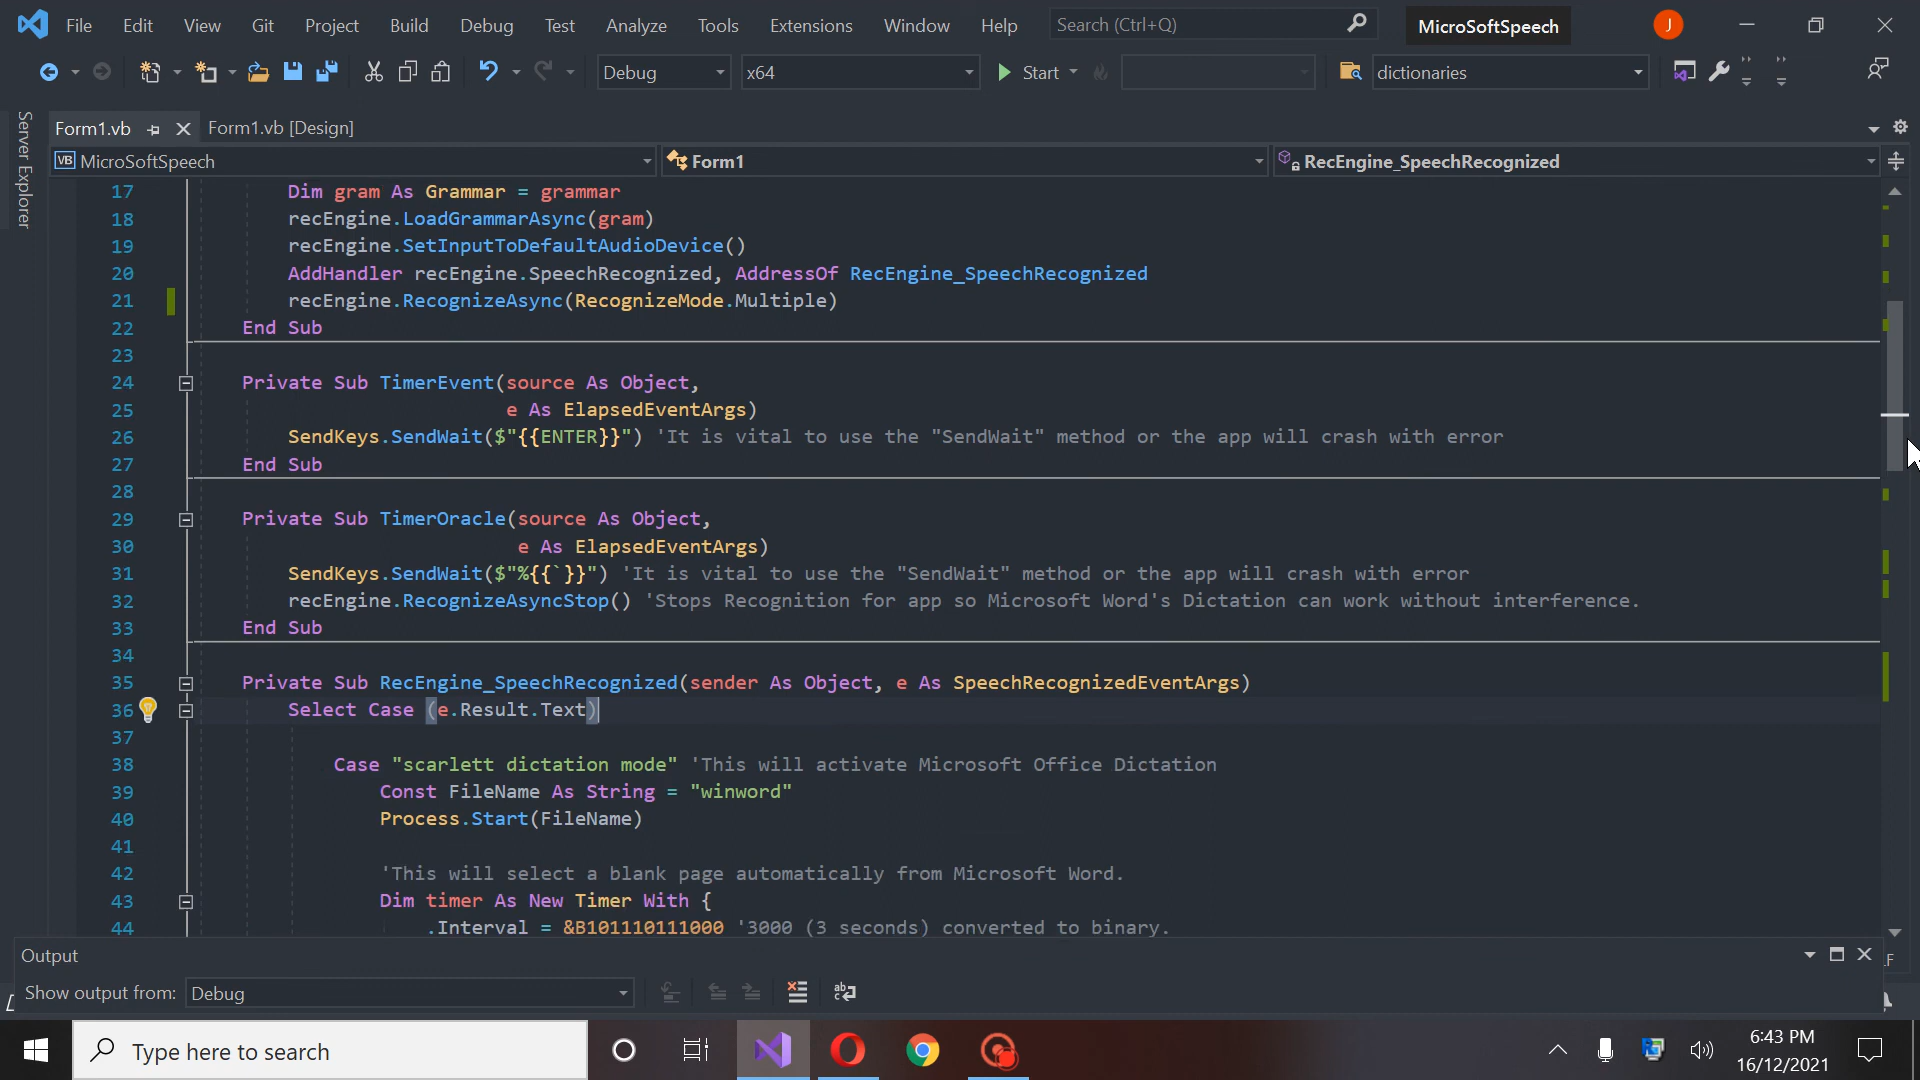 File Edit View Git Project Build Debug Test Analyze Tools Extensions Window Help Search (Ctrl+Q) MicroSoftSpeech J
Debug x64 Start dictionaries
Server Explorer
Form1.vb Form1.vb [Design]
VB MicroSoftSpeech Form1 RecEngine_SpeechRecognized
17 Dim gram As Grammar = grammar
18 recEngine.LoadGrammarAsync(gram)
19 recEngine.SetInputToDefaultAudioDevice()
20 AddHandler recEngine.SpeechRecognized, AddressOf RecEngine_SpeechRecognized
21 recEngine.RecognizeAsync(RecognizeMode.Multiple)
22 End Sub
23
24 Private Sub TimerEvent(source As Object,
25 e As ElapsedEventArgs)
26 SendKeys.SendWait($"{{ENTER}}") 'It is vital to use the "SendWait" method or the app will crash with error
27 End Sub
28
29 Private Sub TimerOracle(source As Object,
30 e As ElapsedEventArgs)
31 SendKeys.SendWait($"%{{`}}") 'It is vital to use the "SendWait" method or the app will crash with error
32 recEngine.RecognizeAsyncStop() 'Stops Recognition for app so Microsoft Word's Dictation can work without interference.
33 End Sub
34
35 Private Sub RecEngine_SpeechRecognized(sender As Object, e As SpeechRecognizedEventArgs)
36 Select Case (e.Result.Text)
37
38 Case "scarlett dictation mode" 'This will activate Microsoft Office Dictation
39 Const FileName As String = "winword"
40 Process.Start(FileName)
41
42 'This will select a blank page automatically from Microsoft Word.
43 Dim timer As New Timer With {
44 .Interval = &B101110111000 '3000 (3 seconds) converted to binary.
Output
Show output from: Debug
Type here to search
6:43 PM
16/12/2021